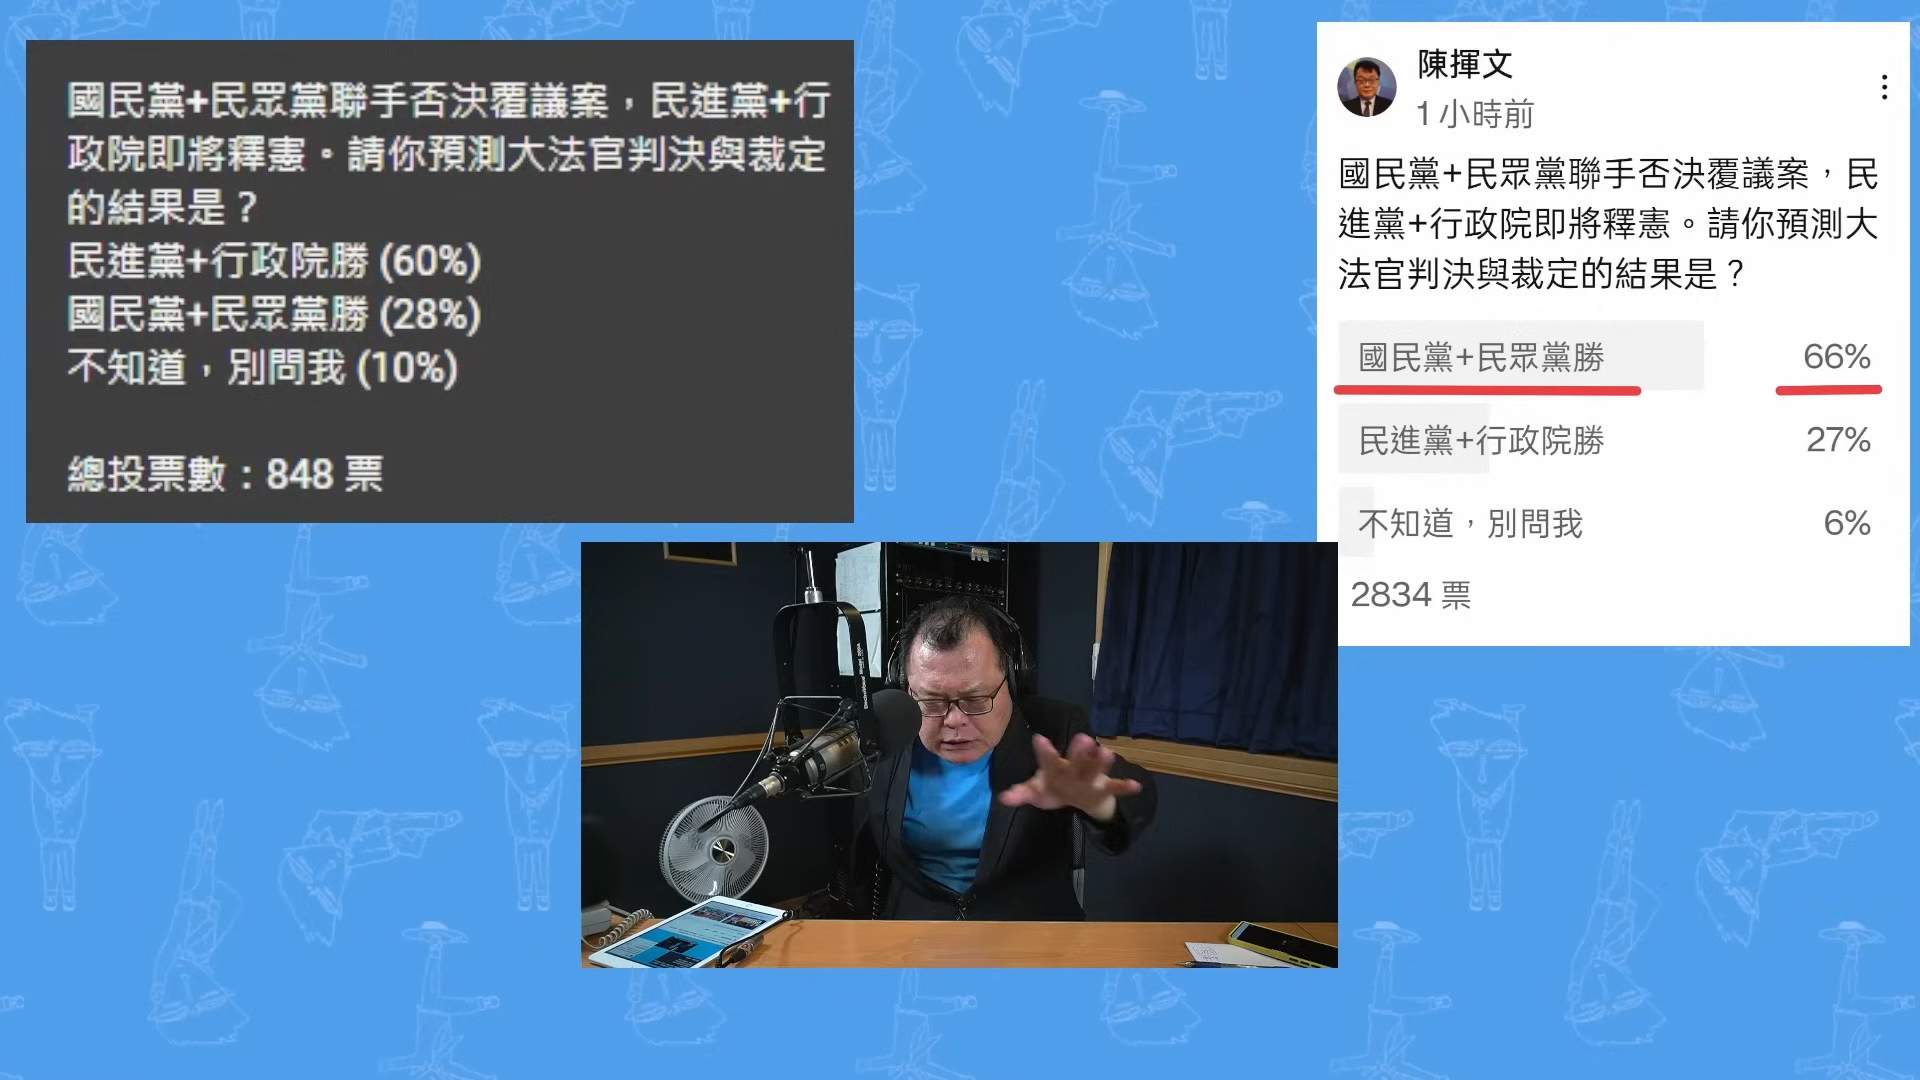 國民黨+民眾黨聯手否決覆議案，民進黨+行
政院即將釋憲。請你預測大法官判決與裁定
的結果是？
民進黨+行政院勝 (60%)
國民黨+民眾黨勝 (28%)
不知道，別問我 (10%)
總投票數：848 票
陳揮文
1 小時前
國民黨+民眾黨聯手否決覆議案，民
進黨+行政院即將釋憲。請你預測大
法官判決與裁定的結果是？
國民黨+民眾黨勝 66%
民進黨+行政院勝 27%
不知道，別問我 6%
2834 票